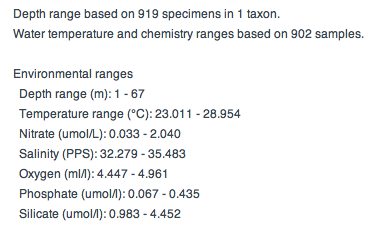 Depth range based on 919 specimens in 1 taxon.
Water temperature and chemistry ranges based on 902 samples.
Environmental ranges
Depth range (m): 1 - 67
Temperature range (°C): 23.011 - 28.954
Nitrate (umol/L): 0.033 - 2.040
Salinity (PPS): 32.279 - 35.483
Oxygen (ml/l): 4.447 - 4.961
Phosphate (umol/l): 0.067 - 0.435
Silicate (umol/l): 0.983 - 4.452